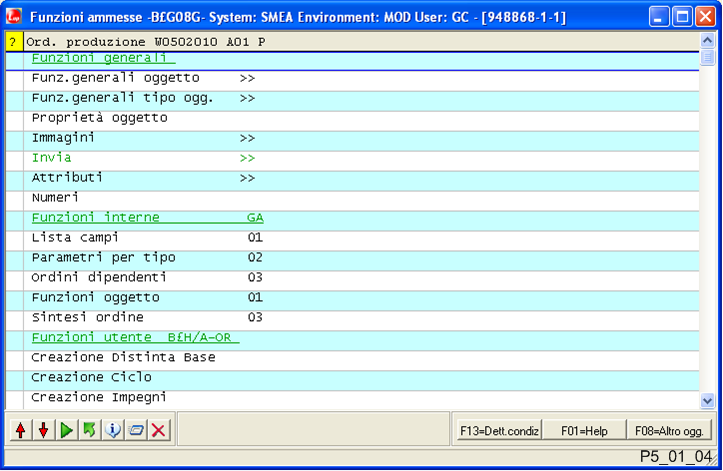 Funzioni ammesse -B£G08G- System: SMEA Environment: MOD User: GC - [948868-1-1]
? Ord. produzione W0502010 A01 P
Funzioni generali
Funz.generali oggetto >>
Funz.generali tipo ogg. >>
Proprietà oggetto
Immagini >>
Invia >>
Attributi >>
Numeri
Funzioni interne GA
Lista campi 01
Parametri per tipo 02
Ordini dipendenti 03
Funzioni oggetto 01
Sintesi ordine 03
Funzioni utente B£H/A-OR
Creazione Distinta Base
Creazione Ciclo
Creazione Impegni
F13=Dett.condiz F01=Help F08=Altro ogg.
P5_01_04